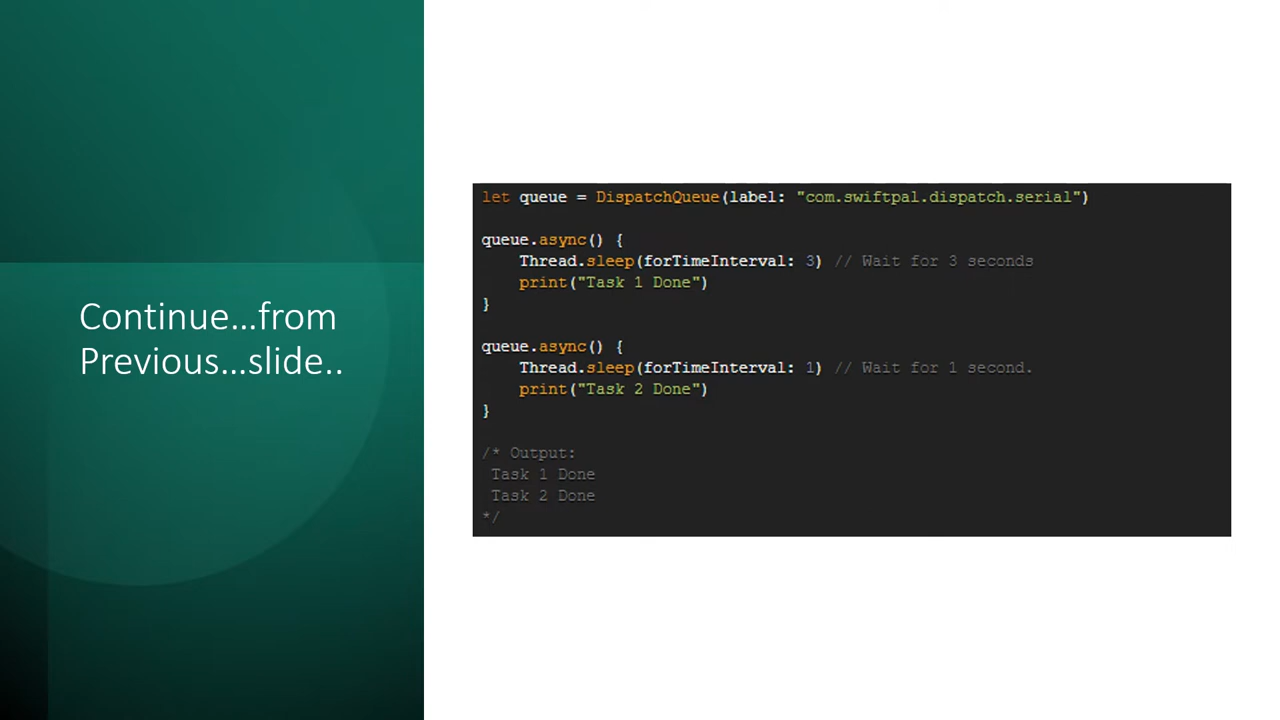 Continue...from
Previous...slide..
let queue = DispatchQueue(label: "com.swiftpal.dispatch.serial")
queue.async() {
    Thread.sleep(forTimeInterval: 3) // Wait for 3 seconds
    print("Task 1 Done")
}
queue.async() {
    Thread.sleep(forTimeInterval: 1) // Wait for 1 second.
    print("Task 2 Done")
}
/* Output:
 Task 1 Done
 Task 2 Done
*/